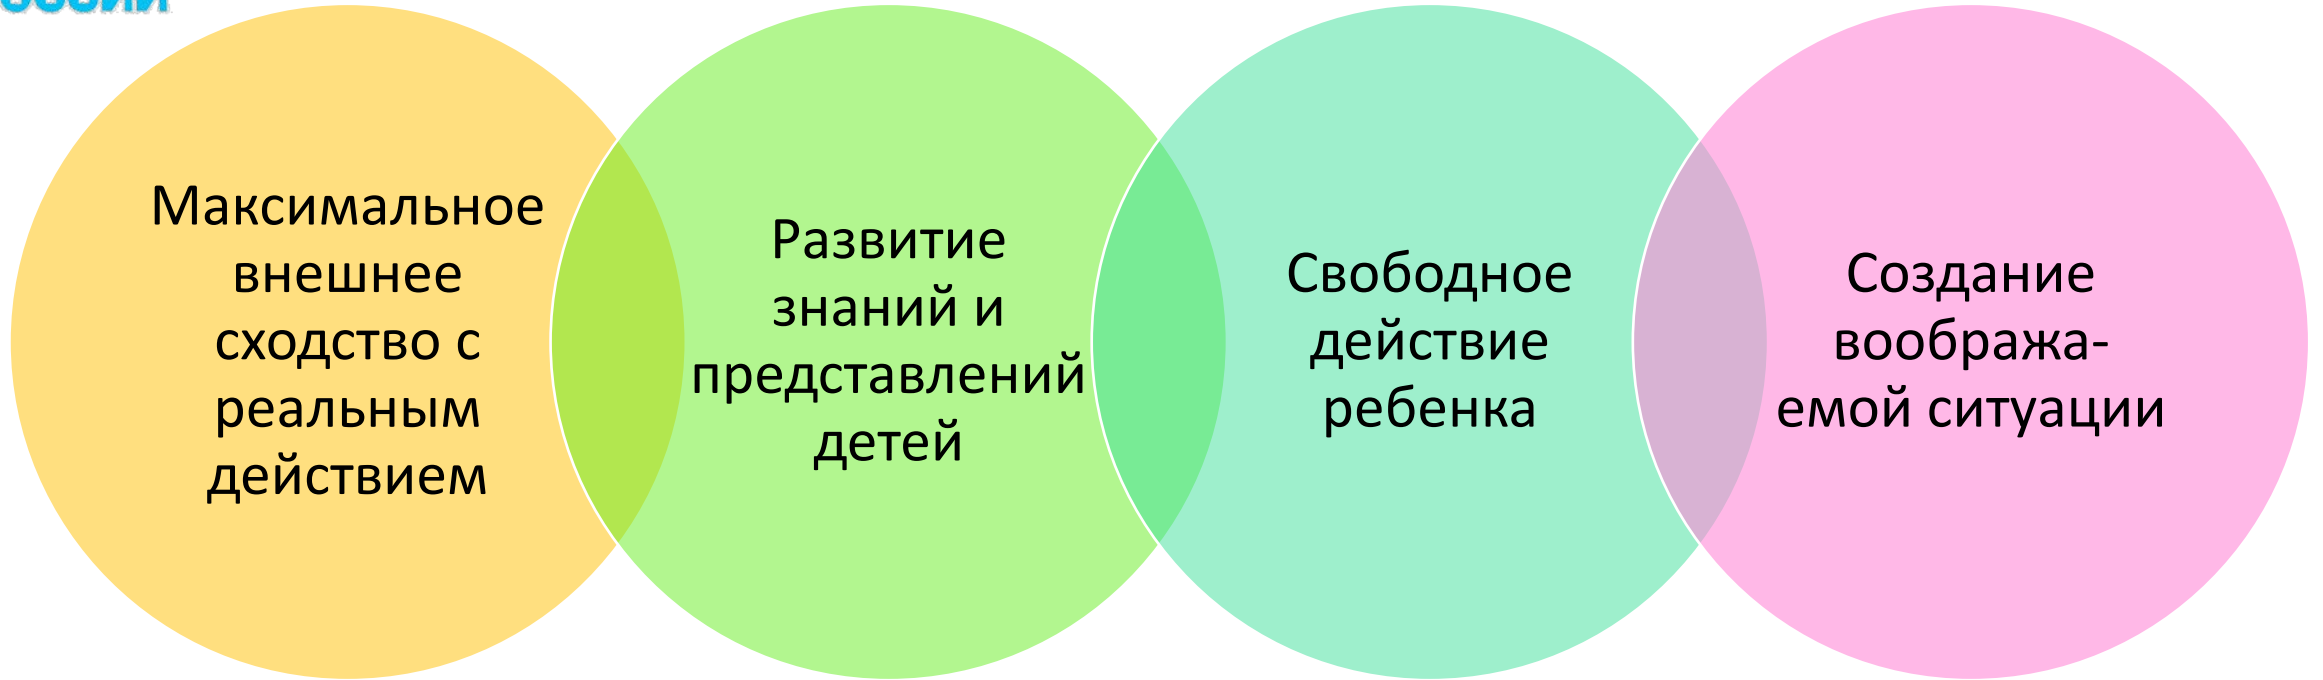 Максимальное
внешнее
сходство с
реальным
действием
Развитие
знаний и
представлений
детей
Свободное
действие
ребенка
Создание
вообража-
емой ситуации